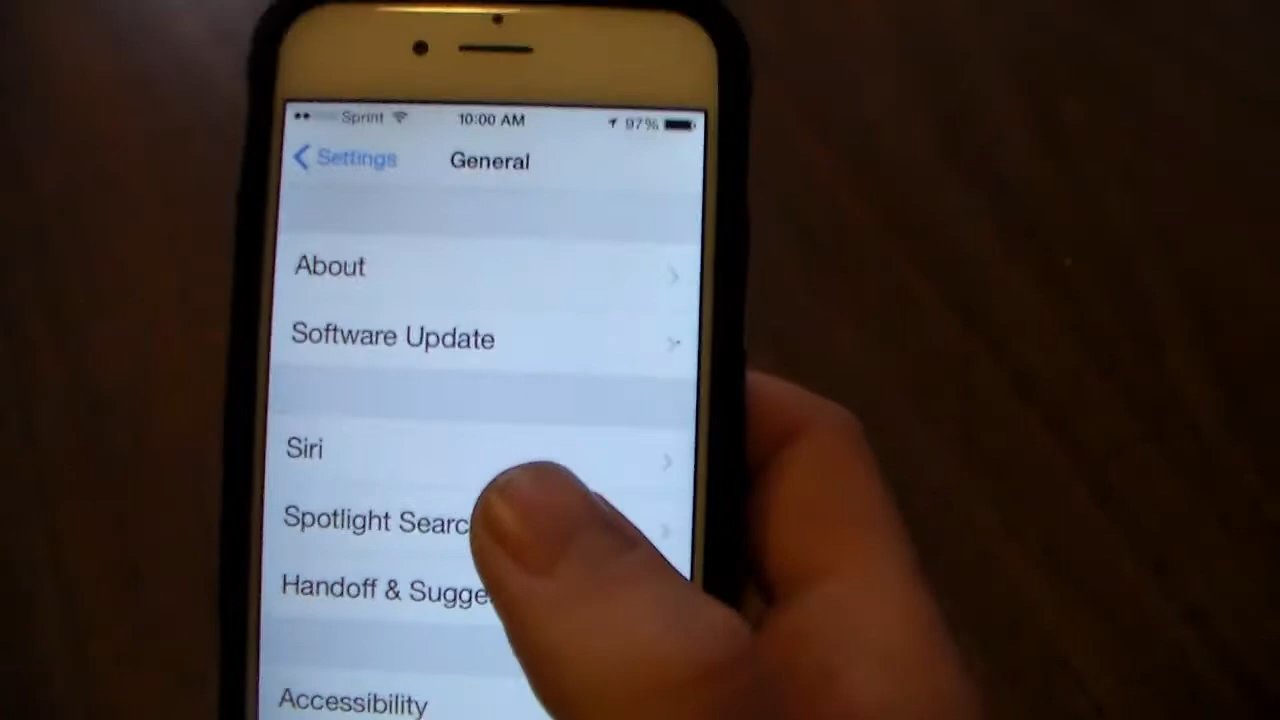 Sprint 10:00 AM 97%
Settings General
About
Software Update
Siri
Spotlight Searc
Handoff & Sugge
Accessibility